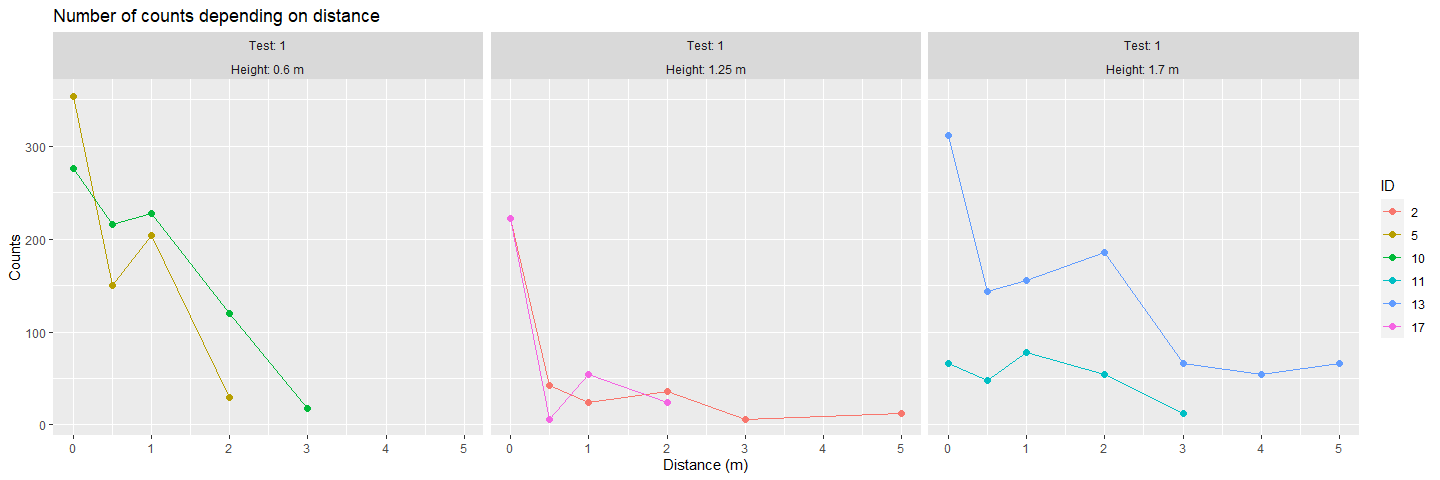 Number of counts depending on distance
Test: 1
Height: 0.6 m
Test: 1
Height: 1.25 m
Test: 1
Height: 1.7 m
Counts
300
200
100
0
0 1 2 3 4 5
0 1 2 3 4 5
0 1 2 3 4 5
Distance (m)
ID
2
5
10
11
13
17